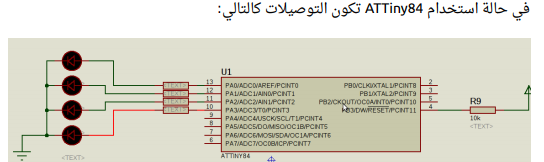 في حالة استخدام ATTiny84 تكون التوصيلات كالتالي:
U1
13 PA0/ADC0/AREF/PCINT0 PB0/CLKI/XTAL1/PCINT8 2
12 PA1/ADC1/AIN0/PCINT1 PB1/XTAL2/PCINT9 3
11 PA2/ADC2/AIN1/PCINT2 PB2/CKOUT/OC0A/INT0/PCINT10 5
10 PA3/ADC3/T0/PCINT3 PB3/DW/RESET/PCINT11 4
9 PA4/ADC4/USCK/SCL/T1/PCINT4
8 PA5/ADC5/DO/MISO/OC1B/PCINT5
7 PA6/ADC6/MOSI/SDA/OC1A/PCINT6
6 PA7/ADC7/OC0B/ICP/PCINT7
ATTINY84
R9
10k
<TEXT>
<TEXT>